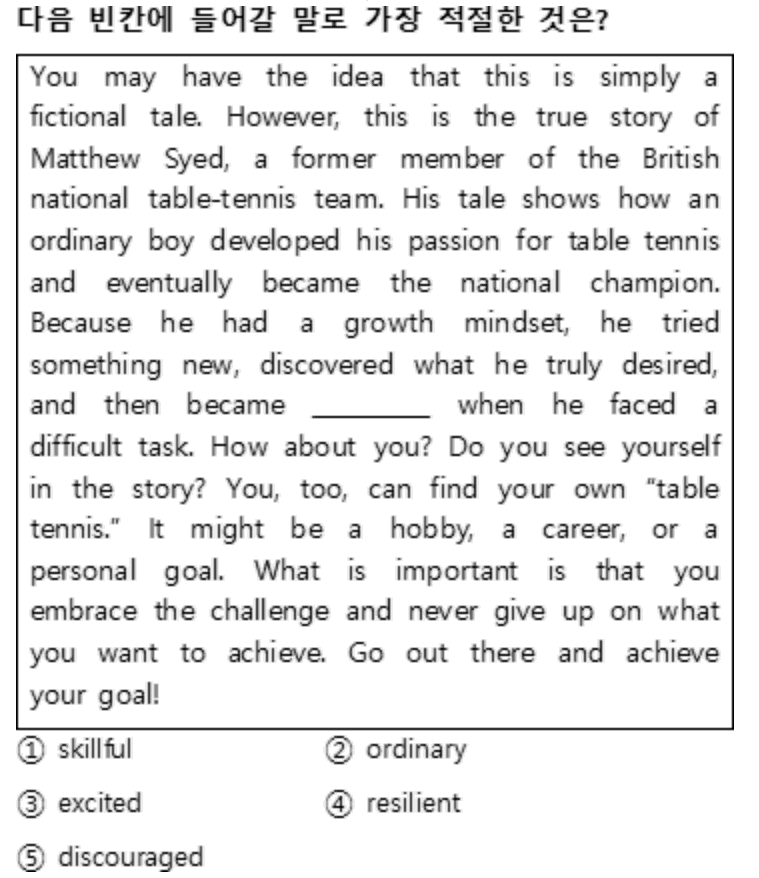 다음 빈칸에 들어갈 말로 가장 적절한 것은?
You may have the idea that this is simply a
fictional tale. However, this is the true story of
Matthew Syed, a former member of the British
national table-tennis team. His tale shows how an
ordinary boy developed his passion for table tennis
and eventually became the national champion.
Because he had a growth mindset, he tried
something new, discovered what he truly desired,
and then became ________ when he faced a
difficult task. How about you? Do you see yourself
in the story? You, too, can find your own “table
tennis.” It might be a hobby, a career, or a
personal goal. What is important is that you
embrace the challenge and never give up on what
you want to achieve. Go out there and achieve
your goal!
① skillful ② ordinary
③ excited ④ resilient
⑤ discouraged